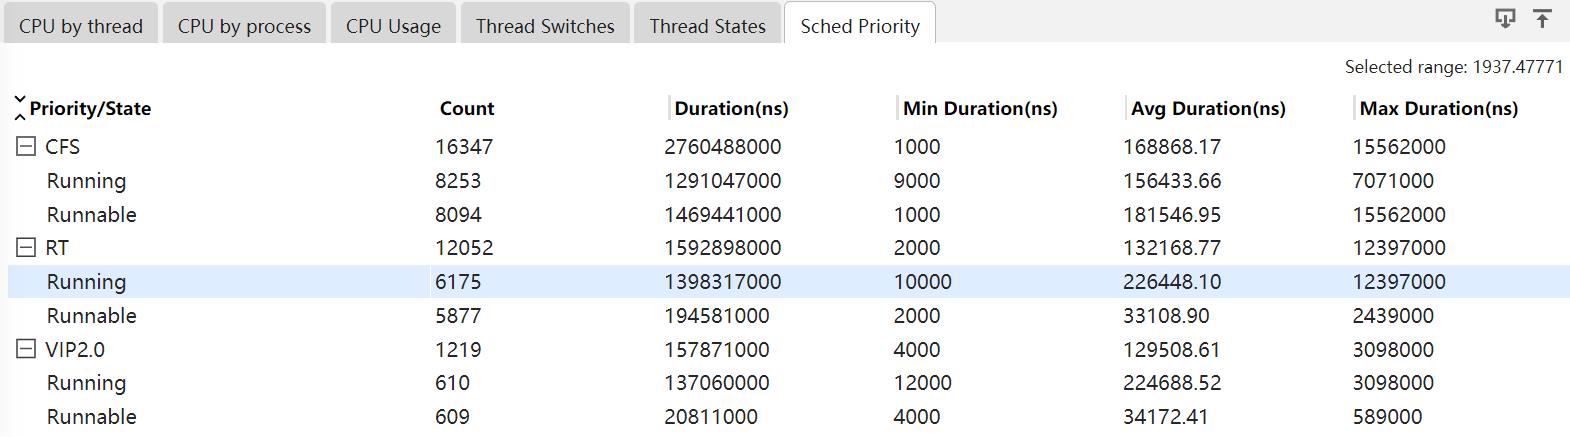 CPU by thread CPU by process CPU Usage Thread Switches Thread States Sched Priority
Selected range: 1937.47771
Priority/State Count Duration(ns) Min Duration(ns) Avg Duration(ns) Max Duration(ns)
CFS 16347 2760488000 1000 168868.17 15562000
Running 8253 1291047000 9000 156433.66 7071000
Runnable 8094 1469441000 1000 181546.95 15562000
RT 12052 1592898000 2000 132168.77 12397000
Running 6175 1398317000 10000 226448.10 12397000
Runnable 5877 194581000 2000 33108.90 2439000
VIP2.0 1219 157871000 4000 129508.61 3098000
Running 610 137060000 12000 224688.52 3098000
Runnable 609 20811000 4000 34172.41 589000